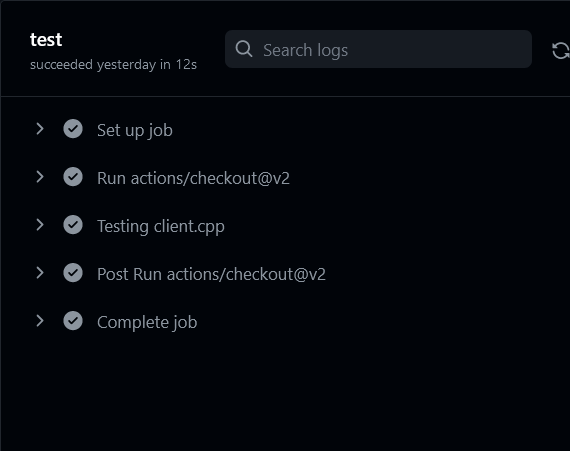 test
succeeded yesterday in 12s
Search logs
Set up job
Run actions/checkout@v2
Testing client.cpp
Post Run actions/checkout@v2
Complete job